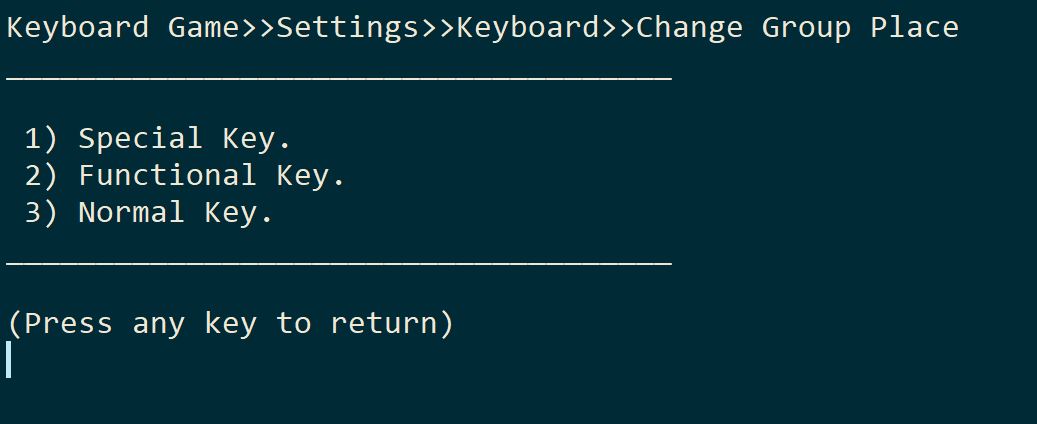 Keyboard Game>>Settings>>Keyboard>>Change Group Place
_____________________________________
1) Special Key.
2) Functional Key.
3) Normal Key.
_____________________________________
(Press any key to return)